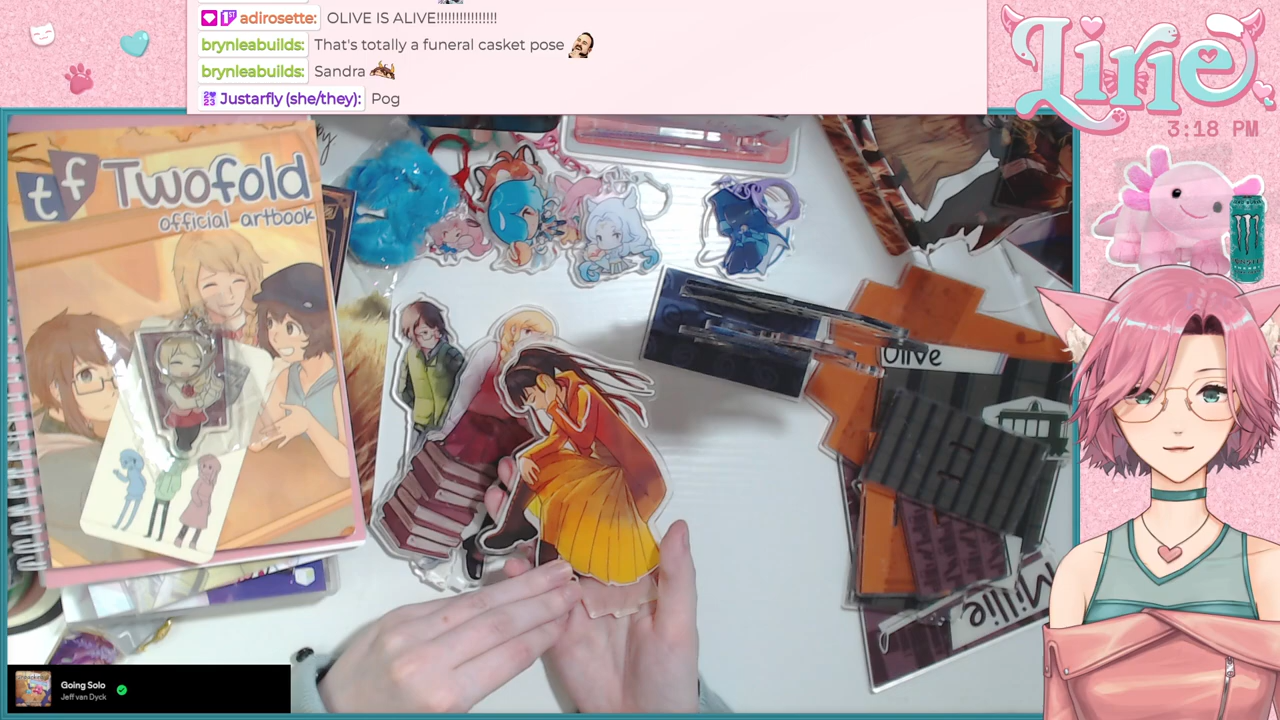 adirosette: OLIVE IS ALIVE!!!!!!!!!!!!!!!!
brynleabuilds: That's totally a funeral casket pose
brynleabuilds: Sandra
Justarfly (she/they): Pog
Lirie
3:18 PM
tf Twofold
official artbook
Olive
Millie
Going Solo
Jeff van Dyck